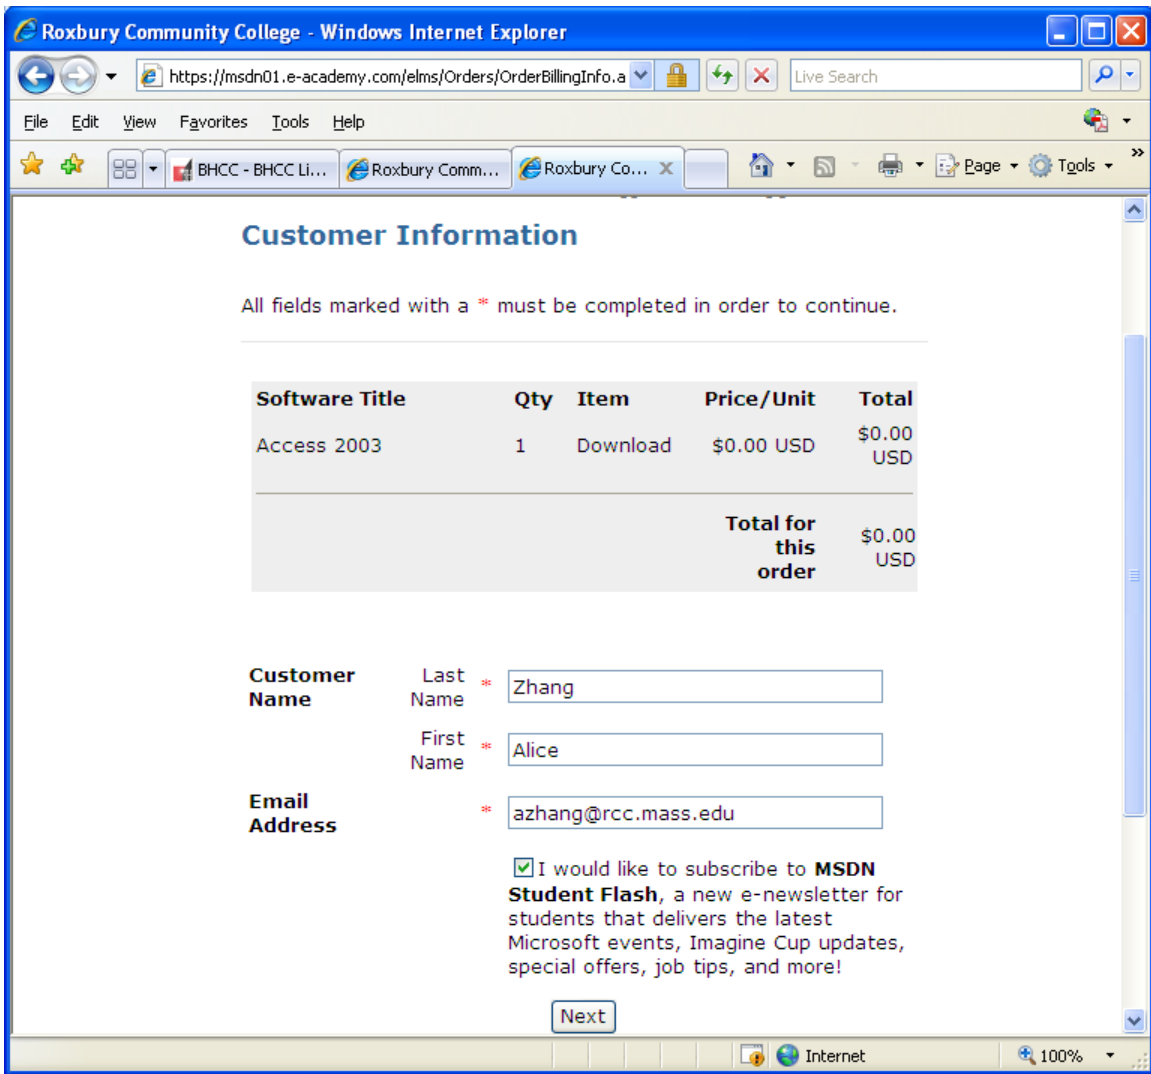 Roxbury Community College - Windows Internet Explorer
https://msdn01.e-academy.com/elms/Orders/OrderBillingInfo.a
Live Search
File Edit View Favorites Tools Help
BHCC - BHCC Li... Roxbury Comm... Roxbury Co... X
Page Tools
Customer Information
All fields marked with a * must be completed in order to continue.
Software Title Qty Item Price/Unit Total
Access 2003 1 Download $0.00 USD $0.00
USD
Total for
this
order
$0.00
USD
Customer
Name
Last
Name
*
Zhang
First
Name
*
Alice
Email
Address
*
azhang@rcc.mass.edu
I would like to subscribe to MSDN
Student Flash, a new e-newsletter for
students that delivers the latest
Microsoft events, Imagine Cup updates,
special offers, job tips, and more!
Next
Internet 100%